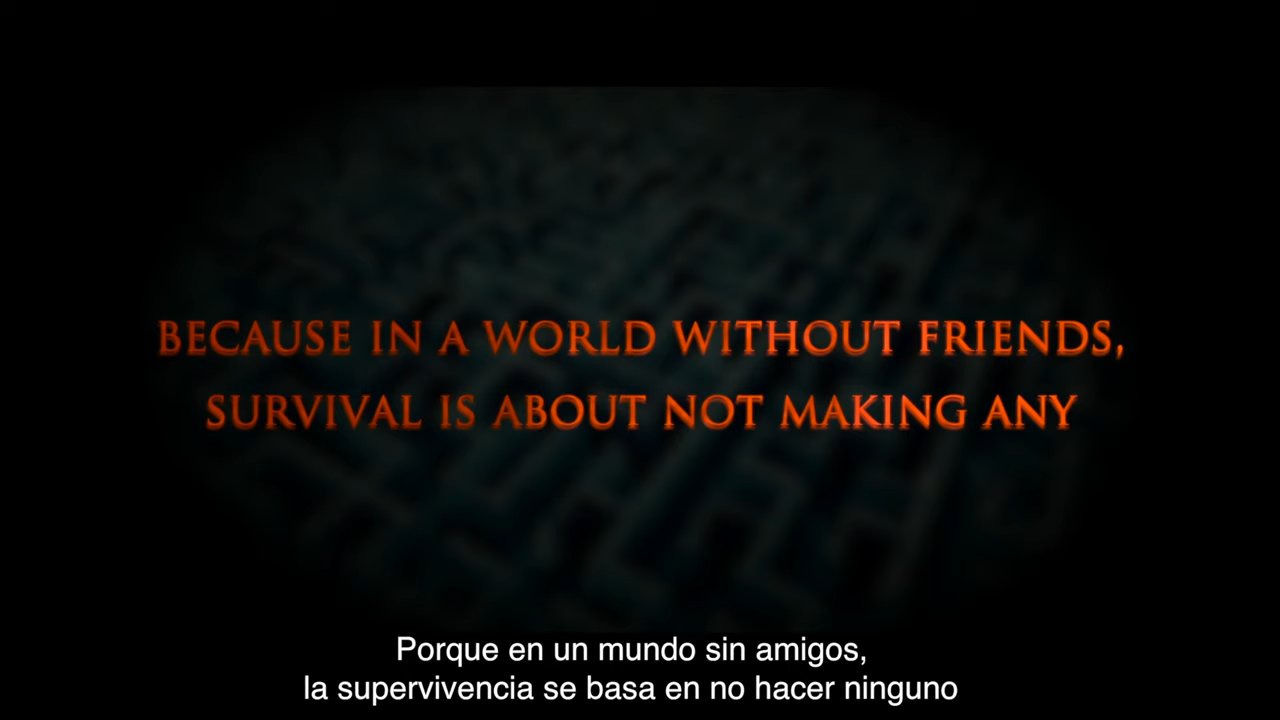 BECAUSE IN A WORLD WITHOUT FRIENDS,
SURVIVAL IS ABOUT NOT MAKING ANY
Porque en un mundo sin amigos,
la supervivencia se basa en no hacer ninguno